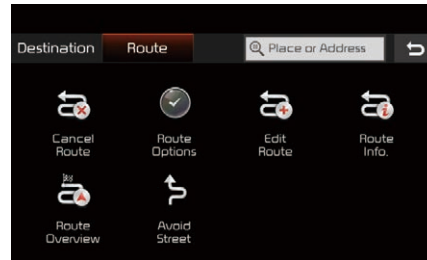 Destination
Route
Place or Address
Cancel
Route
Route
Options
Edit
Route
Route
Info.
Route
Overview
Avoid
Street